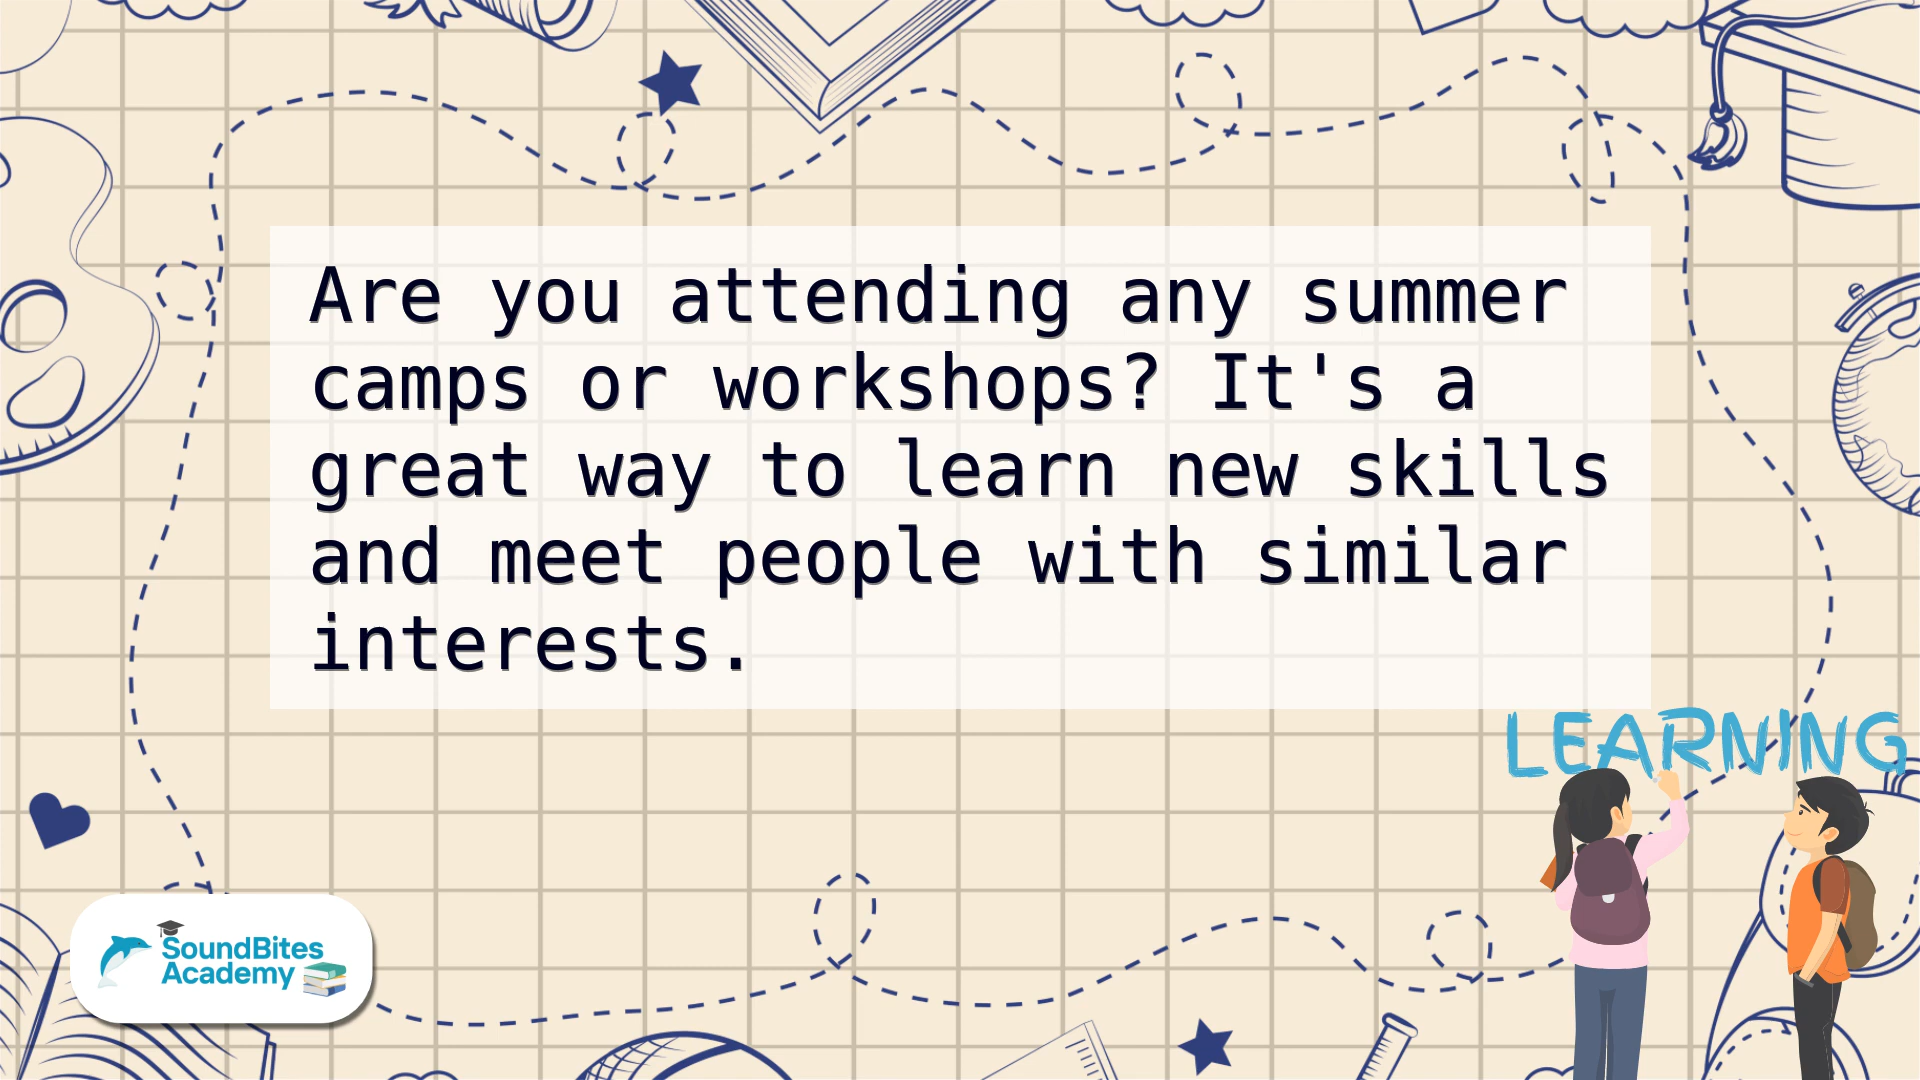 Are you attending any summer
camps or workshops? It's a
great way to learn new skills
and meet people with similar
interests.
LEARNING
SoundBites
Academy